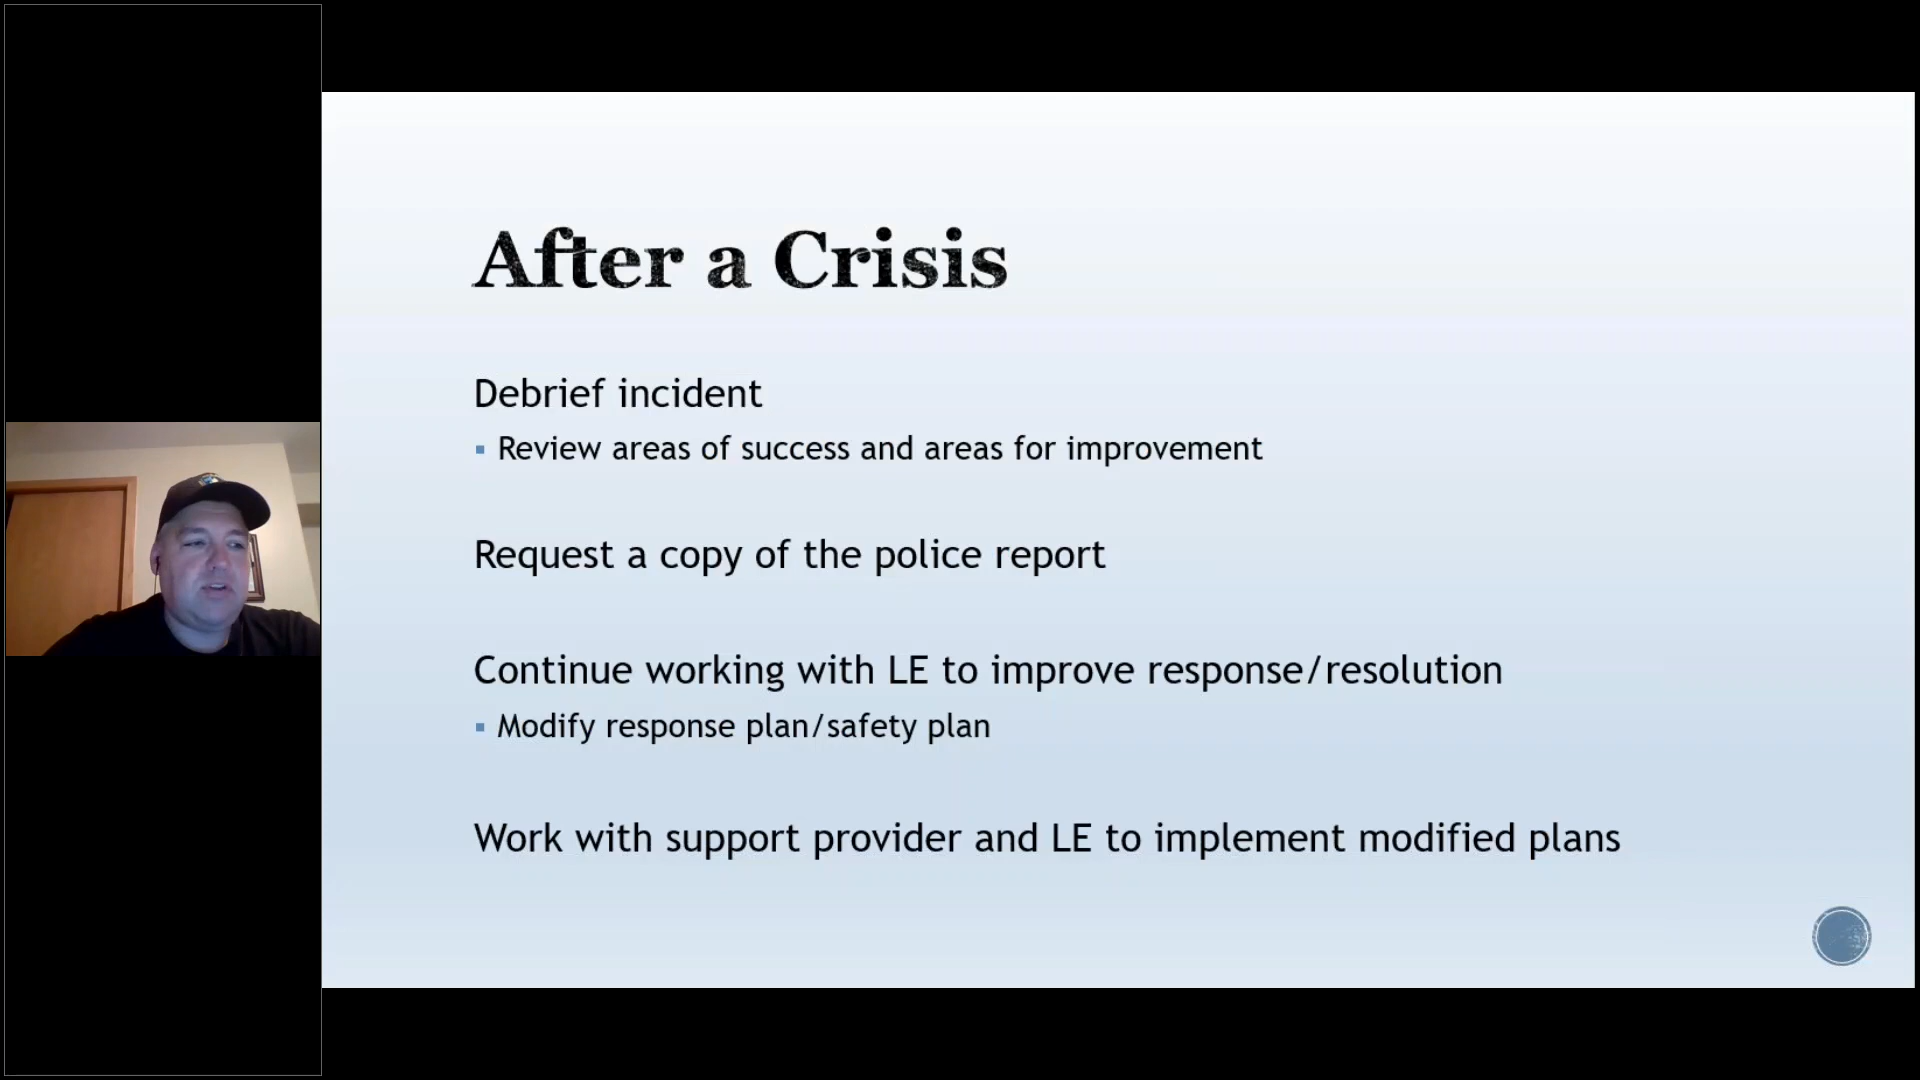 After a Crisis
Debrief incident
▪ Review areas of success and areas for improvement
Request a copy of the police report
Continue working with LE to improve response/resolution
▪ Modify response plan/safety plan
Work with support provider and LE to implement modified plans